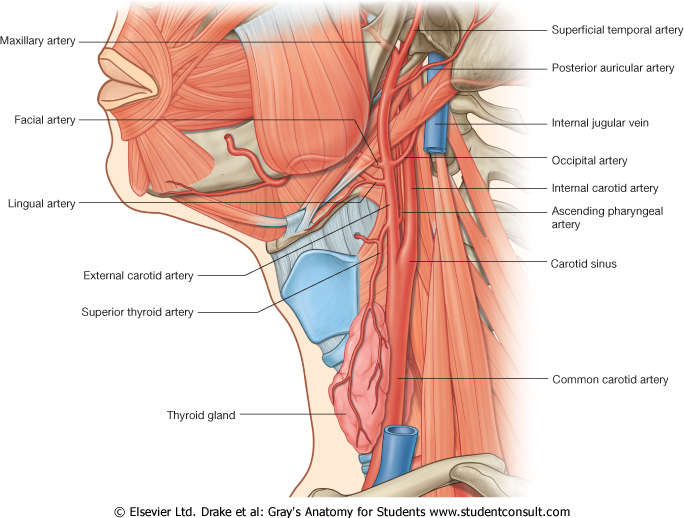 Maxillary artery
Facial artery
Lingual artery
External carotid artery
Superior thyroid artery
Thyroid gland
Superficial temporal artery
Posterior auricular artery
Internal jugular vein
Occipital artery
Internal carotid artery
Ascending pharyngeal
artery
Carotid sinus
Common carotid artery
© Elsevier Ltd. Drake et al: Gray's Anatomy for Students www.studentconsult.com